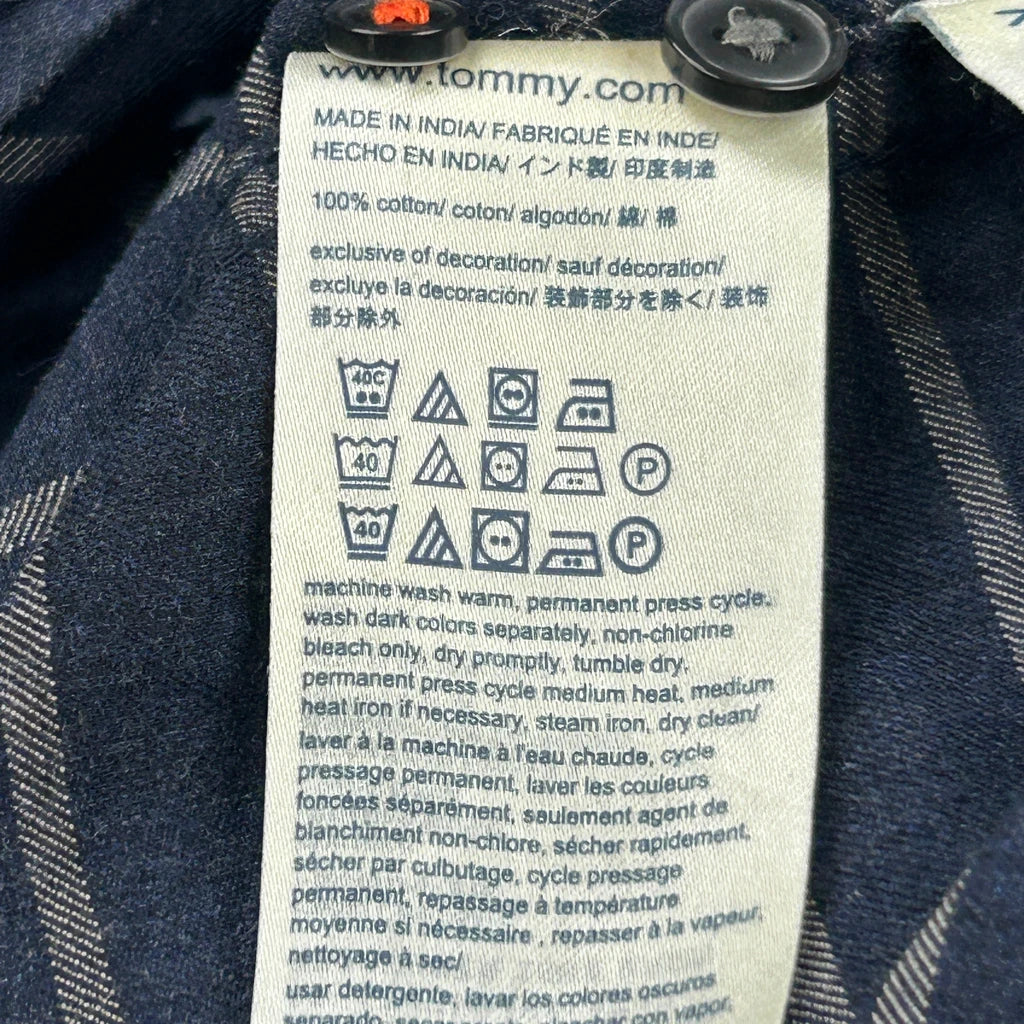 www.tommy.com
MADE IN INDIA/ FABRIQUÉ EN INDE/
HECHO EN INDIA/ インド製/ 印度制造
100% cotton/ coton/ algodón/ 綿/ 棉
exclusive of decoration/ sauf décoration/
excluye la decoración/ 装飾部分を除く/ 装饰
部分除外
40C
40 P
40 P
machine wash warm, permanent press cycle.
wash dark colors separately, non-chlorine
bleach only, dry promptly, tumble dry,
permanent press cycle medium heat, medium
heat iron if necessary, steam iron, dry clean/
laver à la machine à l'eau chaude, cycle
pressage permanent, laver les couleurs
foncées séparément, seulement agent de
blanchiment non-chlore, sécher rapidement,
sécher par culbutage, cycle pressage
permanent, repassage à température
moyenne si nécessaire , repasser à la vapeur,
nettoyage à sec/
usar detergente, lavar los colores oscuros
separado, con vapor,